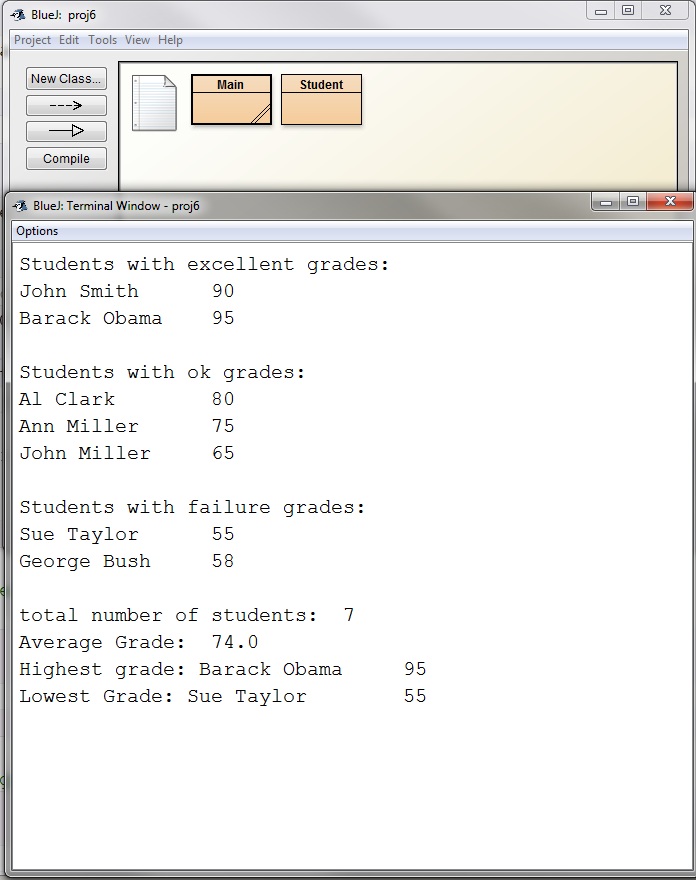 BlueJ: proj6
Project Edit Tools View Help
New Class...
Main
Student
Compile
BlueJ: Terminal Window - proj6
Options
Students with excellent grades:
John Smith 90
Barack Obama 95
Students with ok grades:
Al Clark 80
Ann Miller 75
John Miller 65
Students with failure grades:
Sue Taylor 55
George Bush 58
total number of students: 7
Average Grade: 74.0
Highest grade: Barack Obama 95
Lowest Grade: Sue Taylor 55